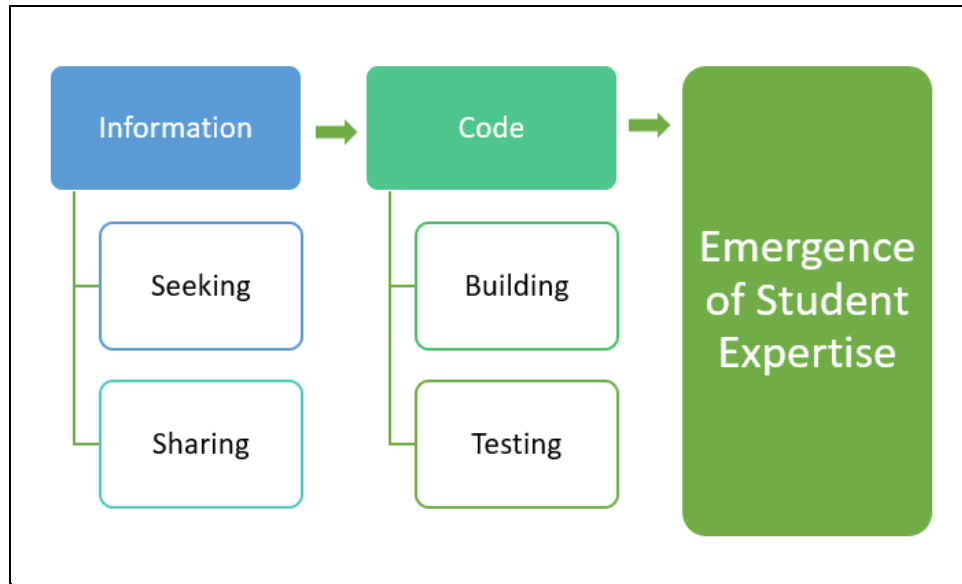 Information
Seeking
Sharing
Code
Building
Testing
Emergence
of Student
Expertise